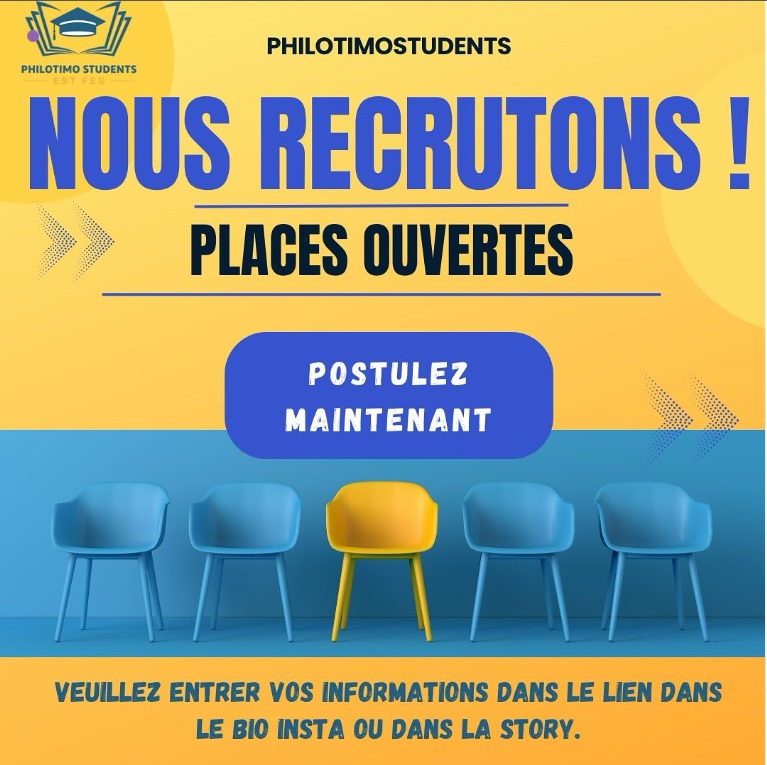 PHILOTIMO STUDENTS
EST FES
PHILOTIMOSTUDENTS
NOUS RECRUTONS !
PLACES OUVERTES
POSTULEZ
MAINTENANT
VEUILLEZ ENTRER VOS INFORMATIONS DANS LE LIEN DANS
LE BIO INSTA OU DANS LA STORY.